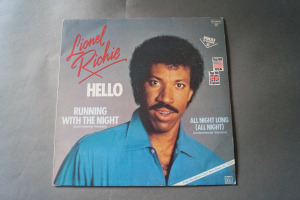 Lionel
Richie
HELLO
RUNNING
WITH THE NIGHT
ALL NIGHT LONG
(ALL NIGHT)